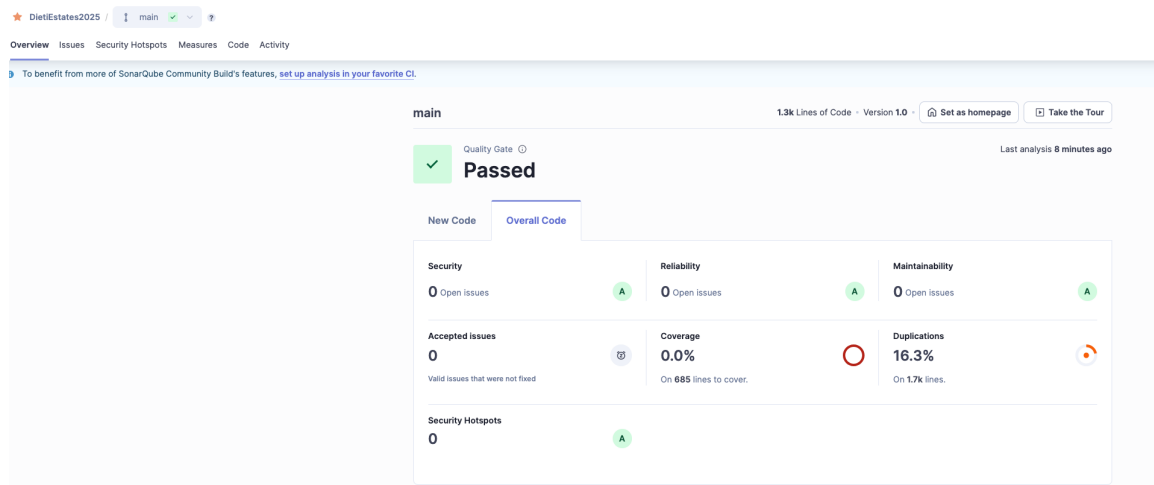 DietiEstates2025 / main ?
Overview Issues Security Hotspots Measures Code Activity
To benefit from more of SonarQube Community Build's features, set up analysis in your favorite CI.
main 1.3k Lines of Code • Version 1.0 • Set as homepage Take the Tour
Quality Gate Last analysis 8 minutes ago
Passed
New Code Overall Code
Security Reliability Maintainability
0 Open issues A 0 Open issues A 0 Open issues A
Accepted issues Coverage Duplications
0 0.0% 16.3%
Valid issues that were not fixed On 685 lines to cover. On 1.7k lines.
Security Hotspots
0 A